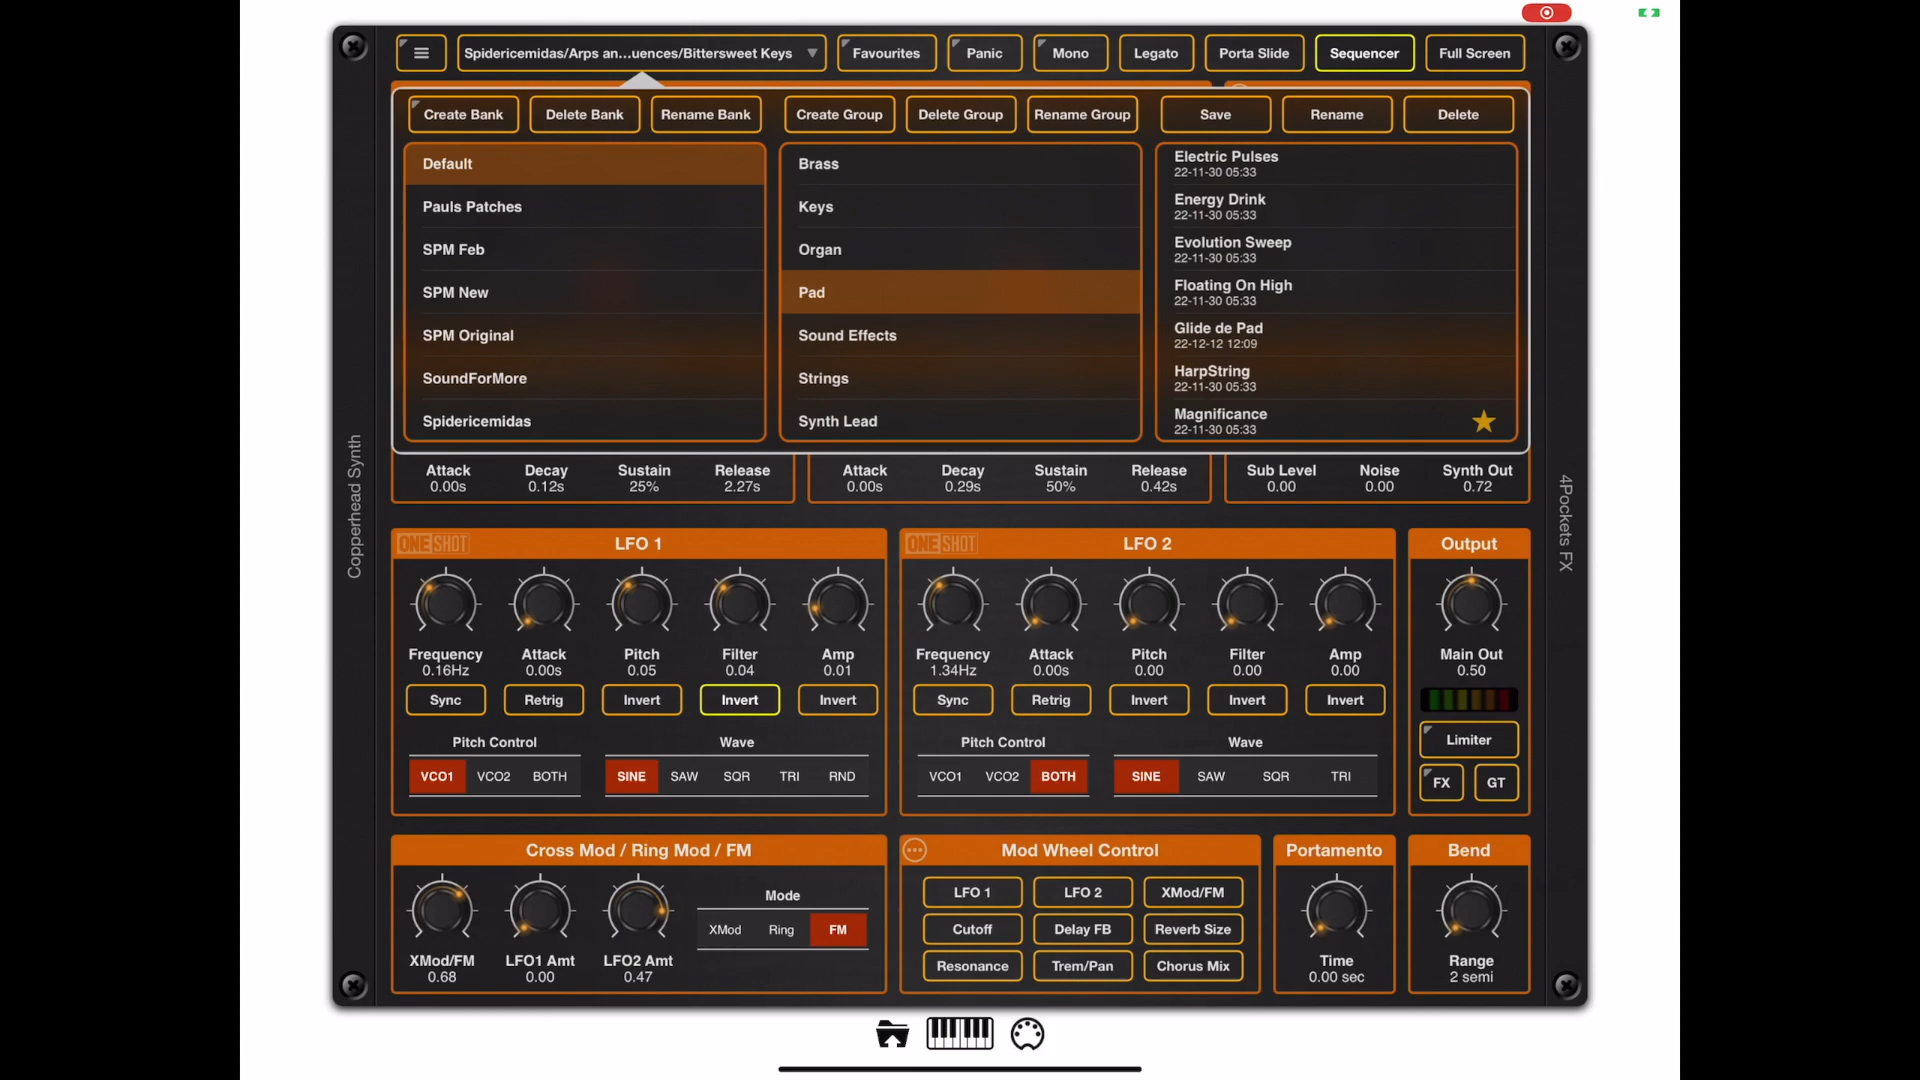 Spidericemidas/Arps an...uences/Bittersweet Keys
Favourites
Panic
Mono
Legato
Porta Slide
Sequencer
Full Screen
Create Bank
Delete Bank
Rename Bank
Create Group
Delete Group
Rename Group
Save
Rename
Delete
Default
Pauls Patches
SPM Feb
SPM New
SPM Original
SoundForMore
Spidericemidas
Brass
Keys
Organ
Pad
Sound Effects
Strings
Synth Lead
Electric Pulses
22-11-30 05:33
Energy Drink
22-11-30 05:33
Evolution Sweep
22-11-30 05:33
Floating On High
22-11-30 05:33
Glide de Pad
22-12-12 12:09
HarpString
22-11-30 05:33
Magnificance
22-11-30 05:33
Copperhead Synth
4Pockets FX
Attack
0.00s
Decay
0.12s
Sustain
25%
Release
2.27s
Attack
0.00s
Decay
0.29s
Sustain
50%
Release
0.42s
Sub Level
0.00
Noise
0.00
Synth Out
0.72
ONE SHOT
LFO 1
Frequency
0.16Hz
Attack
0.00s
Pitch
0.05
Filter
0.04
Amp
0.01
Sync
Retrig
Invert
Invert
Invert
Pitch Control
VCO1
VCO2
BOTH
Wave
SINE
SAW
SQR
TRI
RND
ONE SHOT
LFO 2
Frequency
1.34Hz
Attack
0.00s
Pitch
0.00
Filter
0.00
Amp
0.00
Sync
Retrig
Invert
Invert
Invert
Pitch Control
VCO1
VCO2
BOTH
Wave
SINE
SAW
SQR
TRI
Output
Main Out
0.50
Limiter
FX
GT
Cross Mod / Ring Mod / FM
XMod/FM
0.68
LFO1 Amt
0.00
LFO2 Amt
0.47
Mode
XMod
Ring
FM
Mod Wheel Control
LFO 1
LFO 2
XMod/FM
Cutoff
Delay FB
Reverb Size
Resonance
Trem/Pan
Chorus Mix
Portamento
Time
0.00 sec
Bend
Range
2 semi